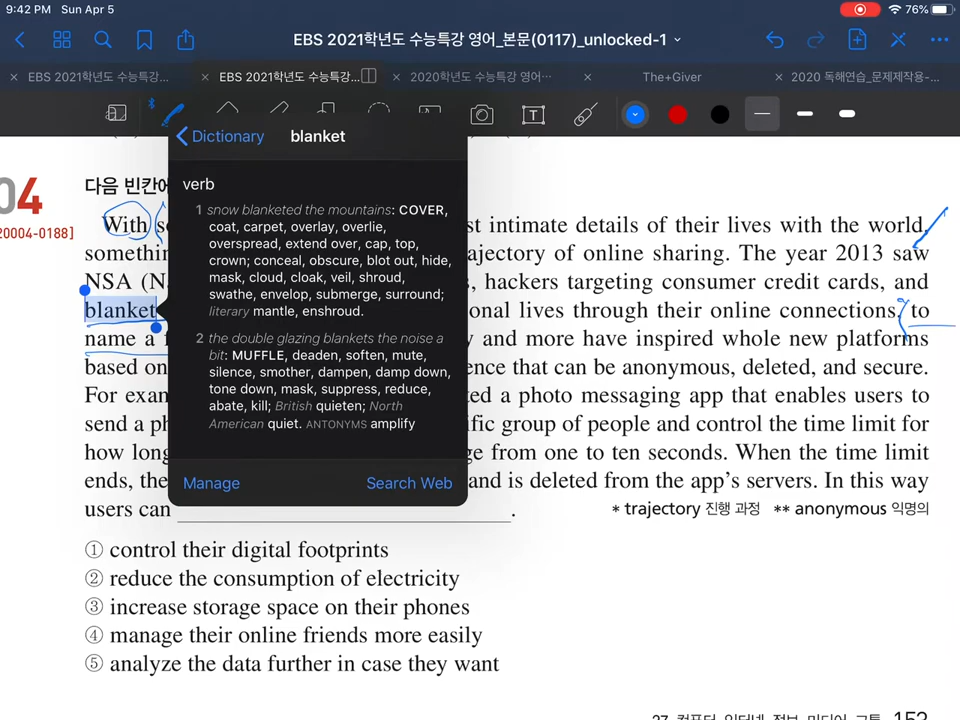 9:42 PM Sun Apr 5
76%
EBS 2021학년도 수능특강 영어_본문(0117)_unlocked-1
EBS 2021학년도 수능특강... EBS 2021학년도 수능특강... 2020학년도 수능특강 영어... The+Giver 2020 독해연습_문제제작용-...
Dictionary blanket
verb
1 snow blanketed the mountains: COVER,
coat, carpet, overlay, overlie,
overspread, extend over, cap, top,
crown; conceal, obscure, blot out, hide,
mask, cloud, cloak, veil, shroud,
swathe, envelop, submerge, surround;
literary mantle, enshroud.
2 the double glazing blankets the noise a
bit: MUFFLE, deaden, soften, mute,
silence, smother, dampen, damp down,
tone down, mask, suppress, reduce,
abate, kill; British quieten; North
American quiet. ANTONYMS amplify
Manage Search Web
04
20004-0188]
다음 빈칸에
With s st intimate details of their lives with the world,
somethin ajectory of online sharing. The year 2013 saw
NSA (N , hackers targeting consumer credit cards, and
blanket onal lives through their online connections, to
name a f y and more have inspired whole new platforms
based on ence that can be anonymous, deleted, and secure.
For exan ted a photo messaging app that enables users to
send a ph ific group of people and control the time limit for
how long ge from one to ten seconds. When the time limit
ends, the and is deleted from the app's servers. In this way
users can .
* trajectory 진행 과정 ** anonymous 익명의
① control their digital footprints
② reduce the consumption of electricity
③ increase storage space on their phones
④ manage their online friends more easily
⑤ analyze the data further in case they want